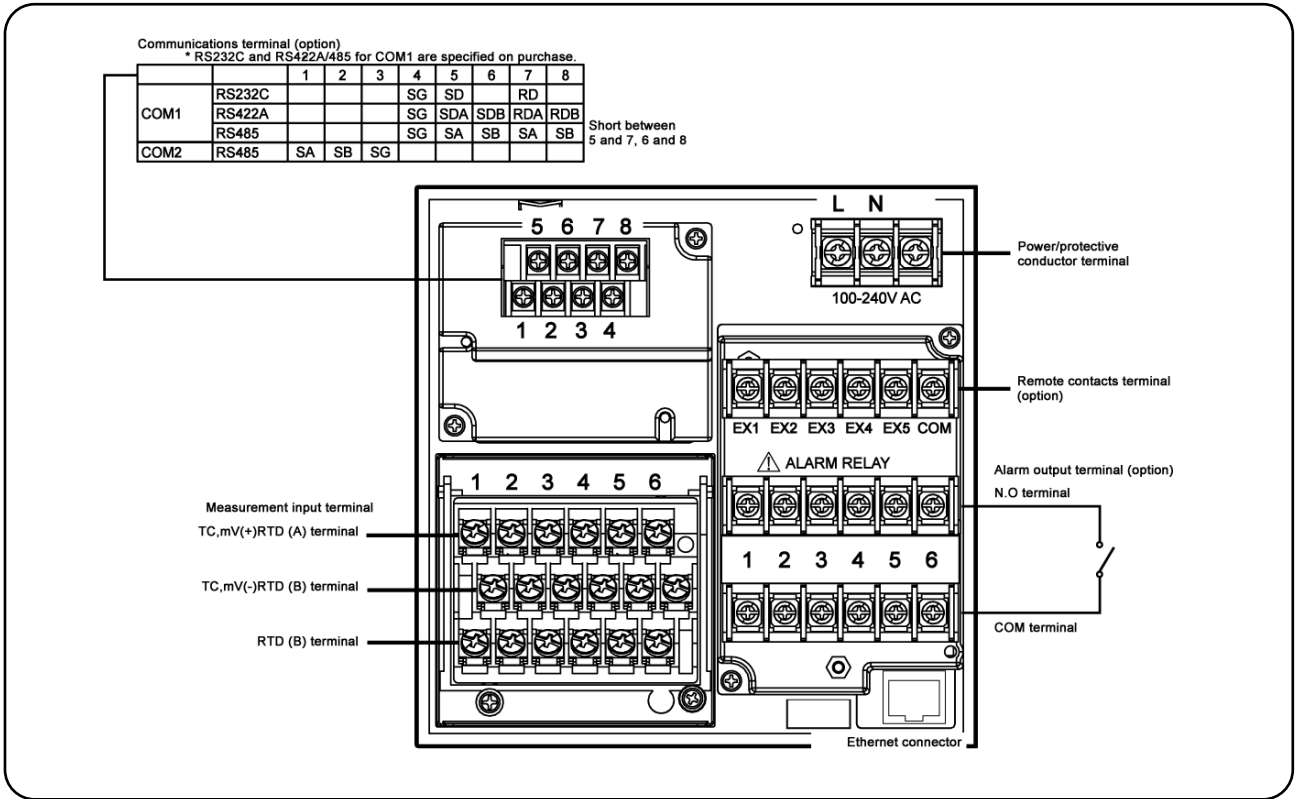 Communications terminal (option)
* RS232C and RS422A/485 for COM1 are specified on purchase.
1 2 3 4 5 6 7 8
COM1 RS232C SG SD RD
RS422A SG SDA SDB RDA RDB
RS485 SG SA SB SA SB
COM2 RS485 SA SB SG
Short between
5 and 7, 6 and 8
L N
100-240V AC
Power/protective
conductor terminal
5 6 7 8
1 2 3 4
Remote contacts terminal
(option)
EX1 EX2 EX3 EX4 EX5 COM
ALARM RELAY
Alarm output terminal (option)
N.O terminal
1 2 3 4 5 6
COM terminal
1 2 3 4 5 6
Measurement input terminal
TC,mV(+)RTD (A) terminal
TC,mV(-)RTD (B) terminal
RTD (B) terminal
Ethernet connector